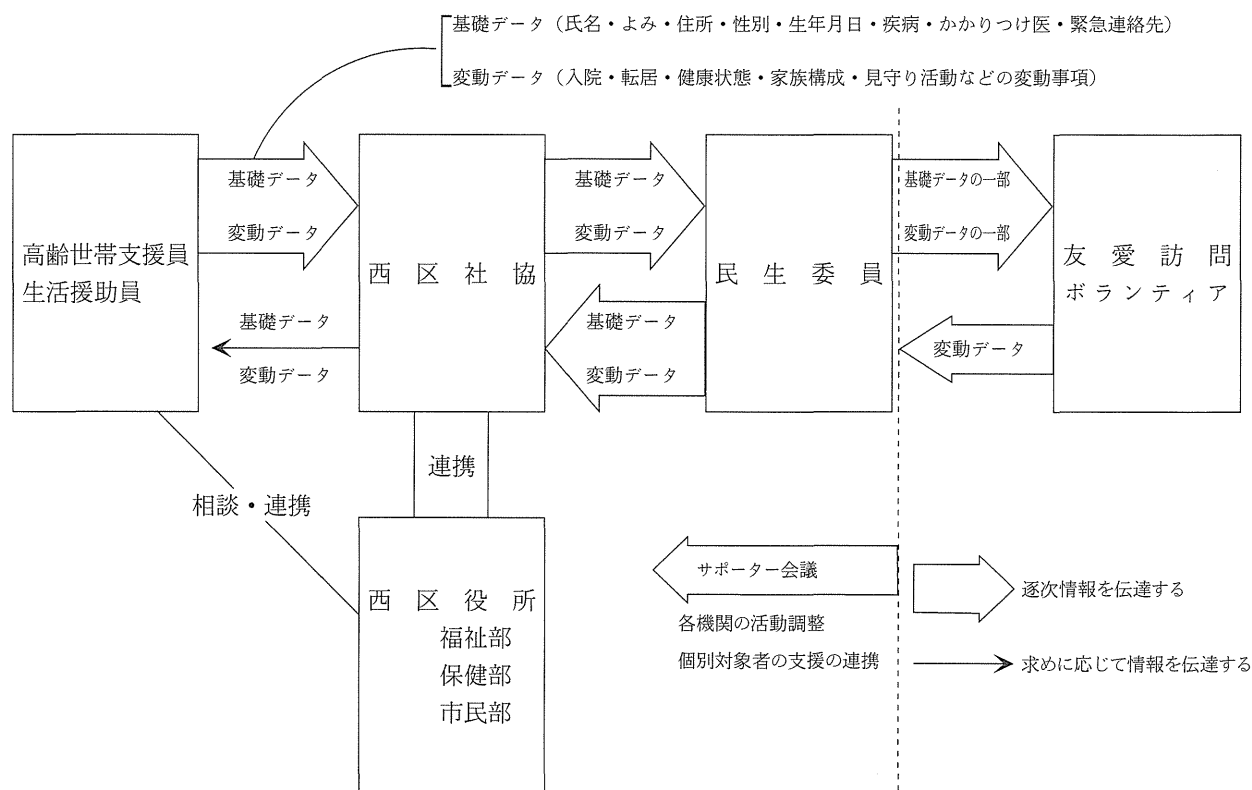 基礎データ（氏名・よみ・住所・性別・生年月日・疾病・かかりつけ医・緊急連絡先）
変動データ（入院・転居・健康状態・家族構成・見守り活動などの変動事項）
高齢世帯支援員
生活援助員
基礎データ
変動データ
基礎データ
変動データ
西区社協
基礎データ
変動データ
基礎データ
変動データ
民生委員
基礎データの一部
変動データの一部
変動データ
友愛訪問
ボランティア
連携
相談・連携
西区役所
福祉部
保健部
市民部
サポーター会議
各機関の活動調整
個別対象者の支援の連携
逐次情報を伝達する
求めに応じて情報を伝達する